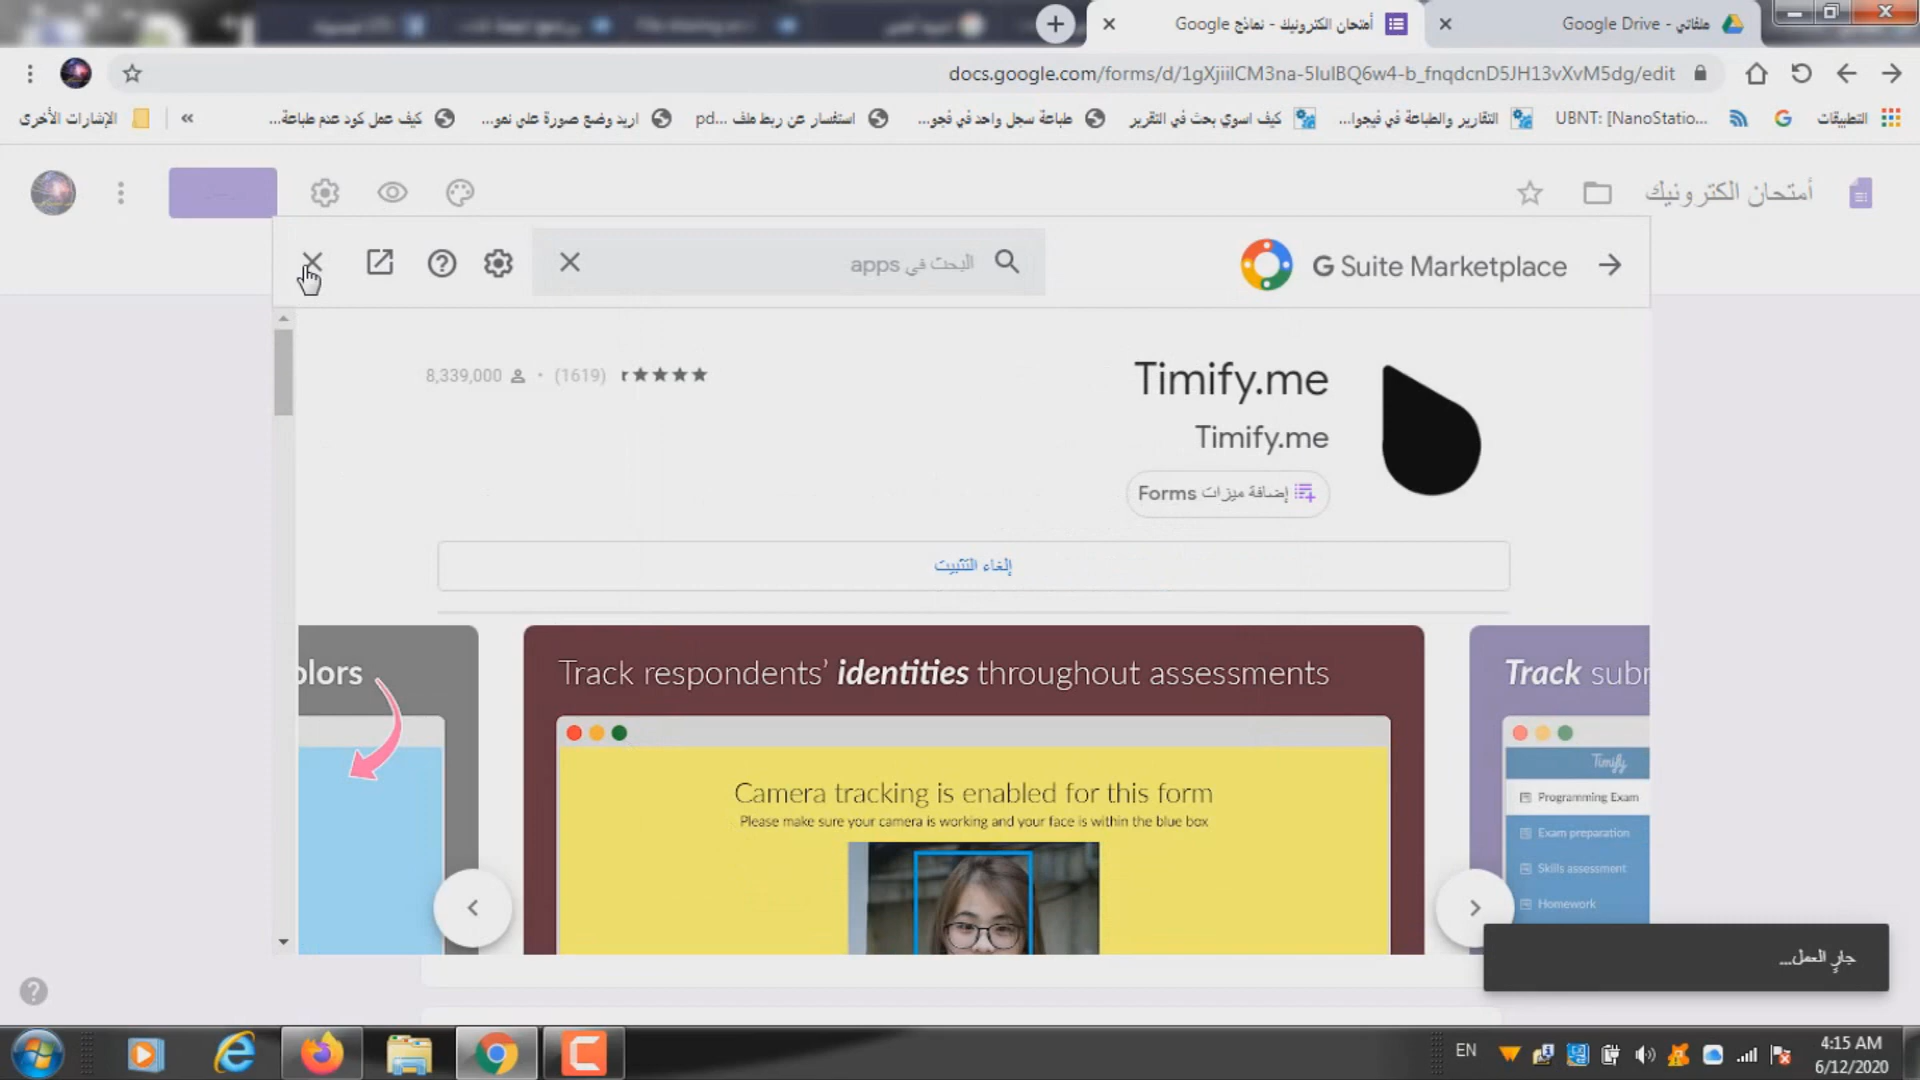 أمتحان الكترونيك - نماذج Google
ملفاتي - Google Drive
docs.google.com/forms/d/1gXjiilCM3na-5IulBQ6w4-b_fnqdcnD5JH13vXvM5dg/edit
التطبيقات
UBNT: [NanoStatio...
التقارير والطباعة في فيجوا...
كيف اسوي بحث في التقرير
طباعة سجل واحد في فجو...
استفسار عن ربط ملف pd...
اريد وضع صورة على نمو...
كيف عمل كود عدم طباعة...
»
الإشارات الأخرى
أمتحان الكترونيك
G Suite Marketplace
البحث في apps
Timify.me
8,339,000 · (1619)
Timify.me
إضافة ميزات Forms
إلغاء التثبيت
olors
Track respondents' identities throughout assessments
Track subm
Camera tracking is enabled for this form
Please make sure your camera is working and your face is within the blue box
Timify
Programming Exam
Exam preparation
Skills assessment
Homework
جارٍ العمل...
EN
4:15 AM
6/12/2020